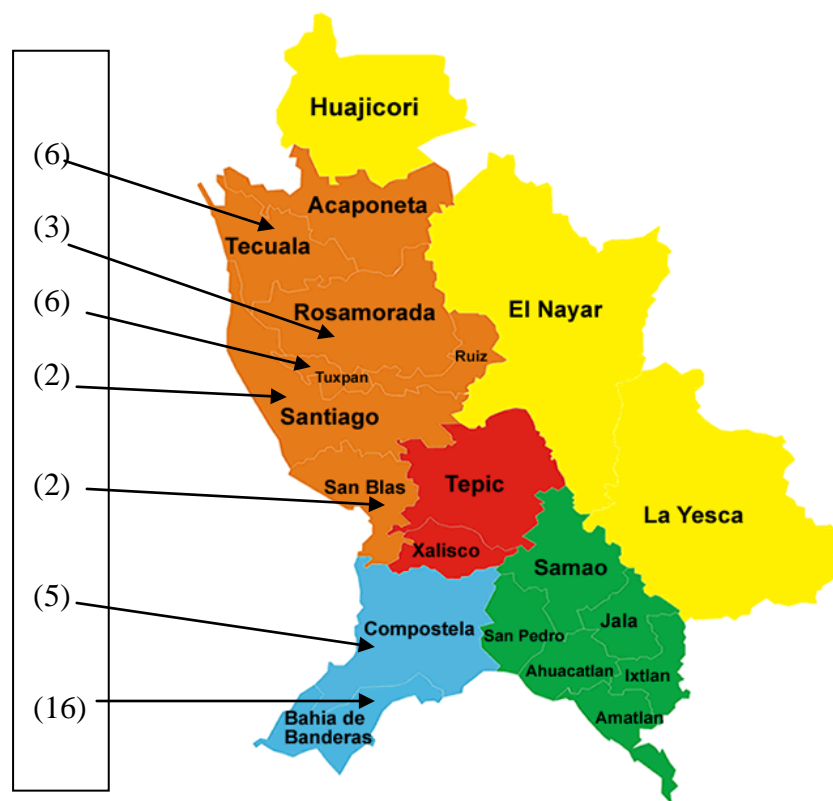 (6)
(3)
(6)
(2)
(2)
(5)
(16)
Huajicori
Acaponeta
Tecuala
Rosamorada
El Nayar
Ruiz
Tuxpan
Santiago
San Blas
Tepic
La Yesca
Xalisco
Samao
Compostela
San Pedro
Jala
Ahuacatlan
Ixtlan
Bahia de
Banderas
Amatlan